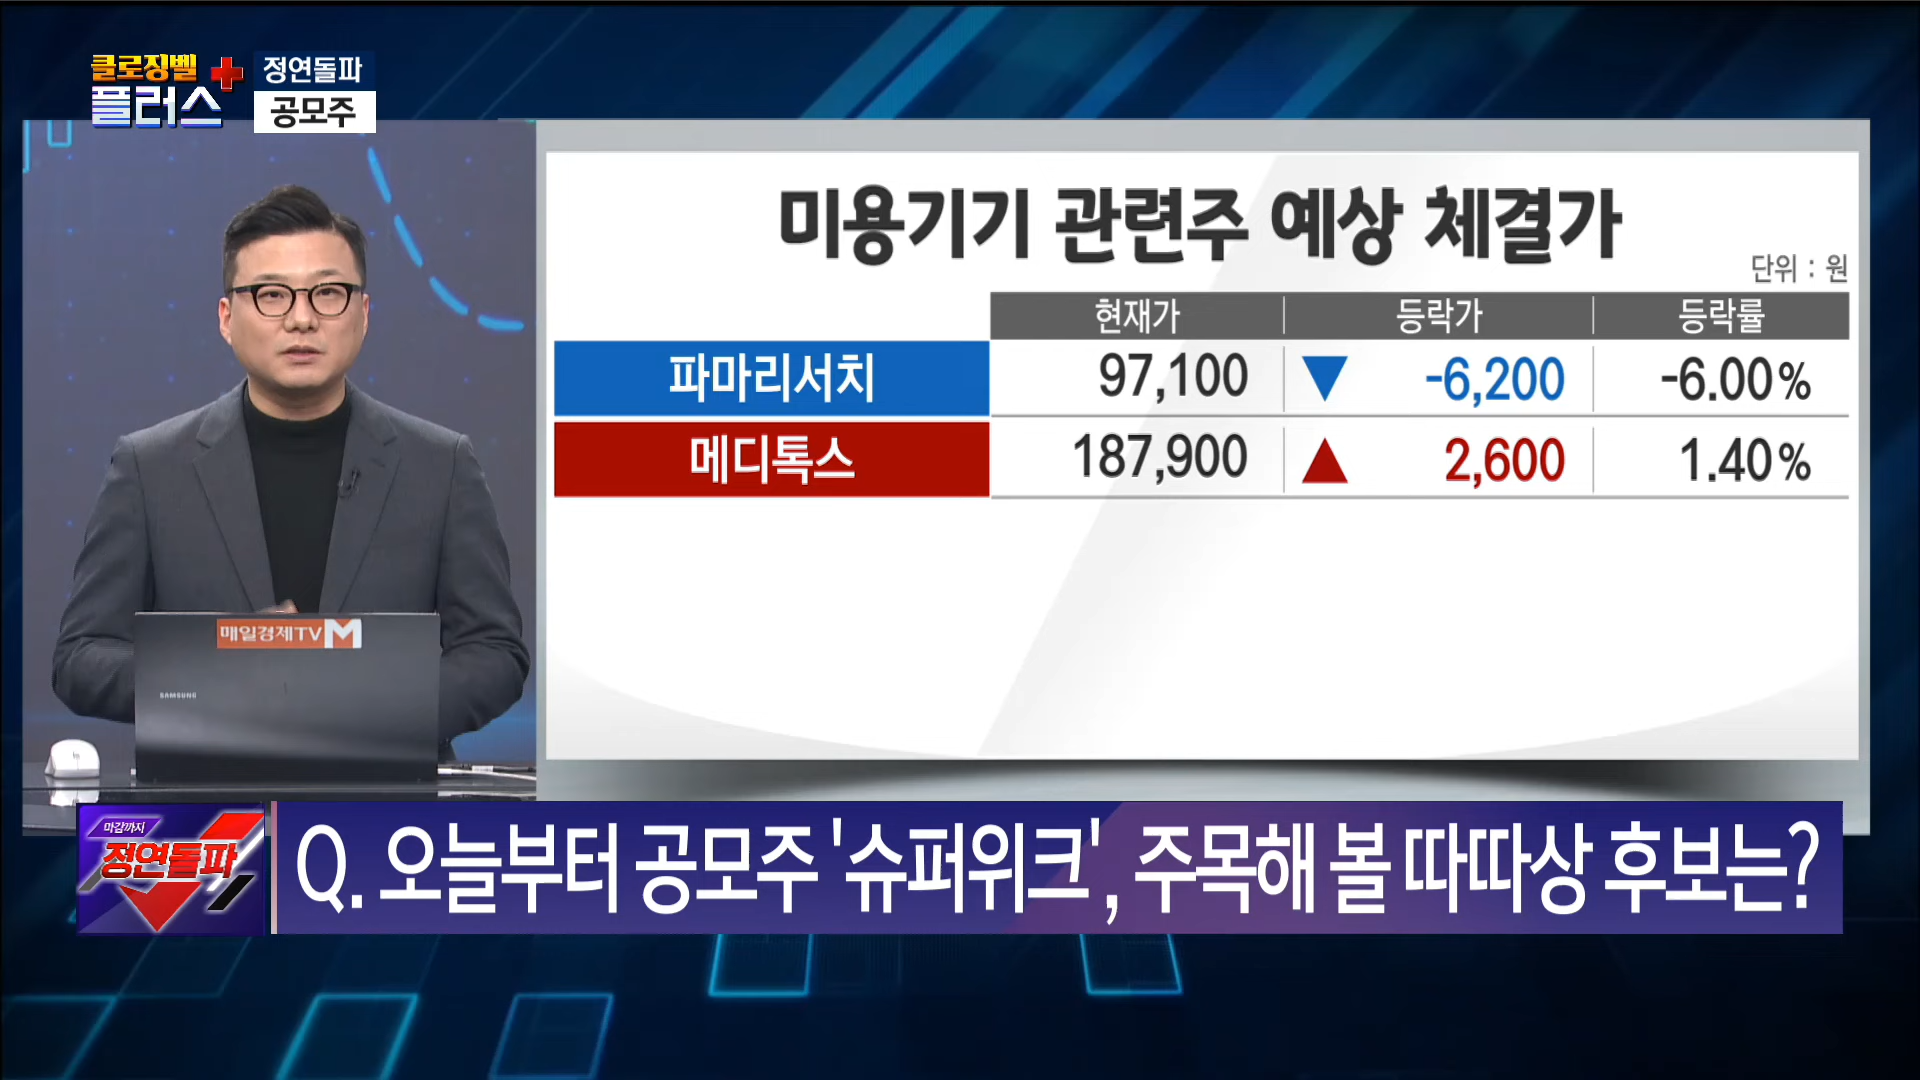 클로징벨
플러스
정연돌파
공모주
미용기기 관련주 예상 체결가
단위 : 원
현재가 등락가 등락률
파마리서치 97,100 ▼ -6,200 -6.00%
메디톡스 187,900 ▲ 2,600 1.40%
매일경제TV M
SAMSUNG
마감까지
정연돌파
Q. 오늘부터 공모주 '슈퍼위크', 주목해 볼 따따상 후보는?